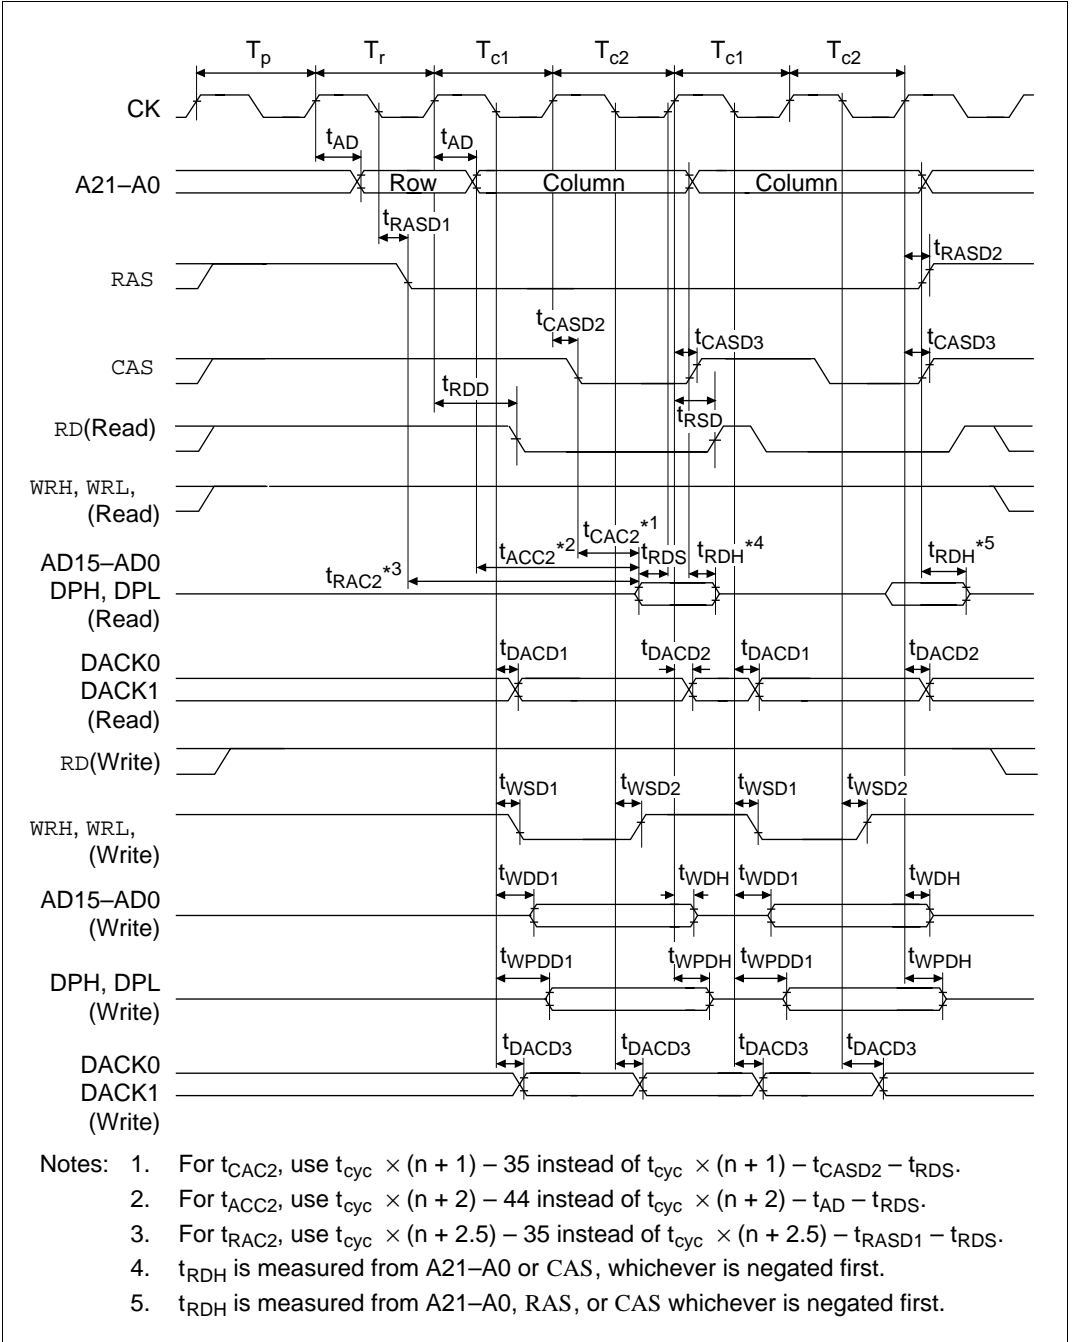 Tp Tr Tc1 Tc2 Tc1 Tc2
CK
tAD tAD
A21–A0 Row Column Column
tRASD1
tRASD2
RAS
tCASD2
tCASD3 tCASD3
CAS
tRDD
tRSD
RD(Read)
WRH, WRL,
(Read)
tCAC2*1
tACC2*2 tRDS tRDH*4 tRDH*5
tRAC2*3
AD15–AD0
DPH, DPL
(Read)
tDACD1 tDACD2 tDACD1 tDACD2
DACK0
DACK1
(Read)
RD(Write)
tWSD1 tWSD2 tWSD1 tWSD2
WRH, WRL,
(Write)
tWDD1 tWDH tWDD1 tWDH
AD15–AD0
(Write)
tWPDD1 tWPDH tWPDD1 tWPDH
DPH, DPL
(Write)
tDACD3 tDACD3 tDACD3 tDACD3
DACK0
DACK1
(Write)
Notes: 1. For tCAC2, use tcyc × (n + 1) – 35 instead of tcyc × (n + 1) – tCASD2 – tRDS.
2. For tACC2, use tcyc × (n + 2) – 44 instead of tcyc × (n + 2) – tAD – tRDS.
3. For tRAC2, use tcyc × (n + 2.5) – 35 instead of tcyc × (n + 2.5) – tRASD1 – tRDS.
4. tRDH is measured from A21–A0 or CAS, whichever is negated first.
5. tRDH is measured from A21–A0, RAS, or CAS whichever is negated first.